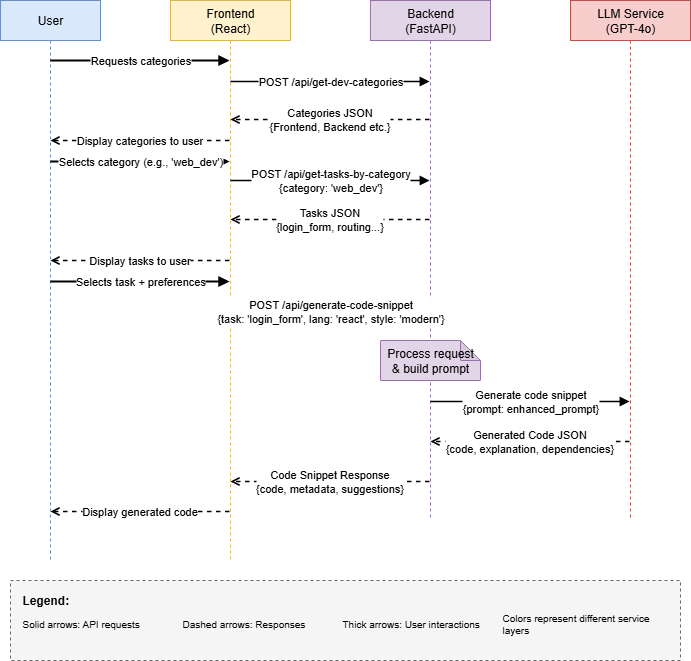 User
Frontend
(React)
Backend
(FastAPI)
LLM Service
(GPT-4o)
Requests categories
POST /api/get-dev-categories
Categories JSON
{Frontend, Backend etc.}
Display categories to user
Selects category (e.g., 'web_dev')
POST /api/get-tasks-by-category
{category: 'web_dev'}
Tasks JSON
{login_form, routing...}
Display tasks to user
Selects task + preferences
POST /api/generate-code-snippet
{task: 'login_form', lang: 'react', style: 'modern'}
Process request
& build prompt
Generate code snippet
{prompt: enhanced_prompt}
Generated Code JSON
{code, explanation, dependencies}
Code Snippet Response
{code, metadata, suggestions}
Display generated code
Legend:
Solid arrows: API requests
Dashed arrows: Responses
Thick arrows: User interactions
Colors represent different service
layers